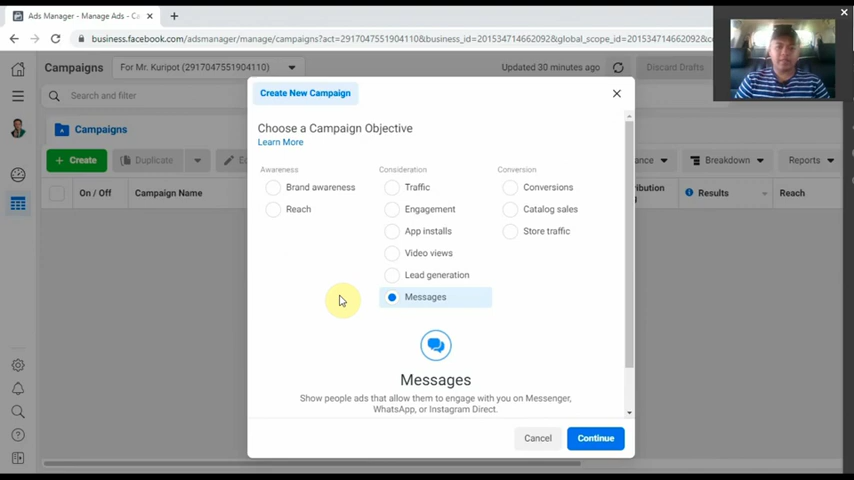 Ads Manager - Manage Ads - Ca
business.facebook.com/adsmanager/manage/campaigns?act=2917047551904110&business_id=201534714662092&global_scope_id=201534714662092&c
Campaigns
For Mr. Kuripot (2917047551904110)
Updated 30 minutes ago
Discard Drafts
Search and filter
Campaigns
Create
Duplicate
Breakdown
Reports
On / Off
Campaign Name
Results
Reach
Create New Campaign
Choose a Campaign Objective
Learn More
Awareness
Consideration
Conversion
Brand awareness
Traffic
Conversions
Reach
Engagement
Catalog sales
App installs
Store traffic
Video views
Lead generation
Messages
Messages
Show people ads that allow them to engage with you on Messenger,
WhatsApp, or Instagram Direct.
Cancel
Continue